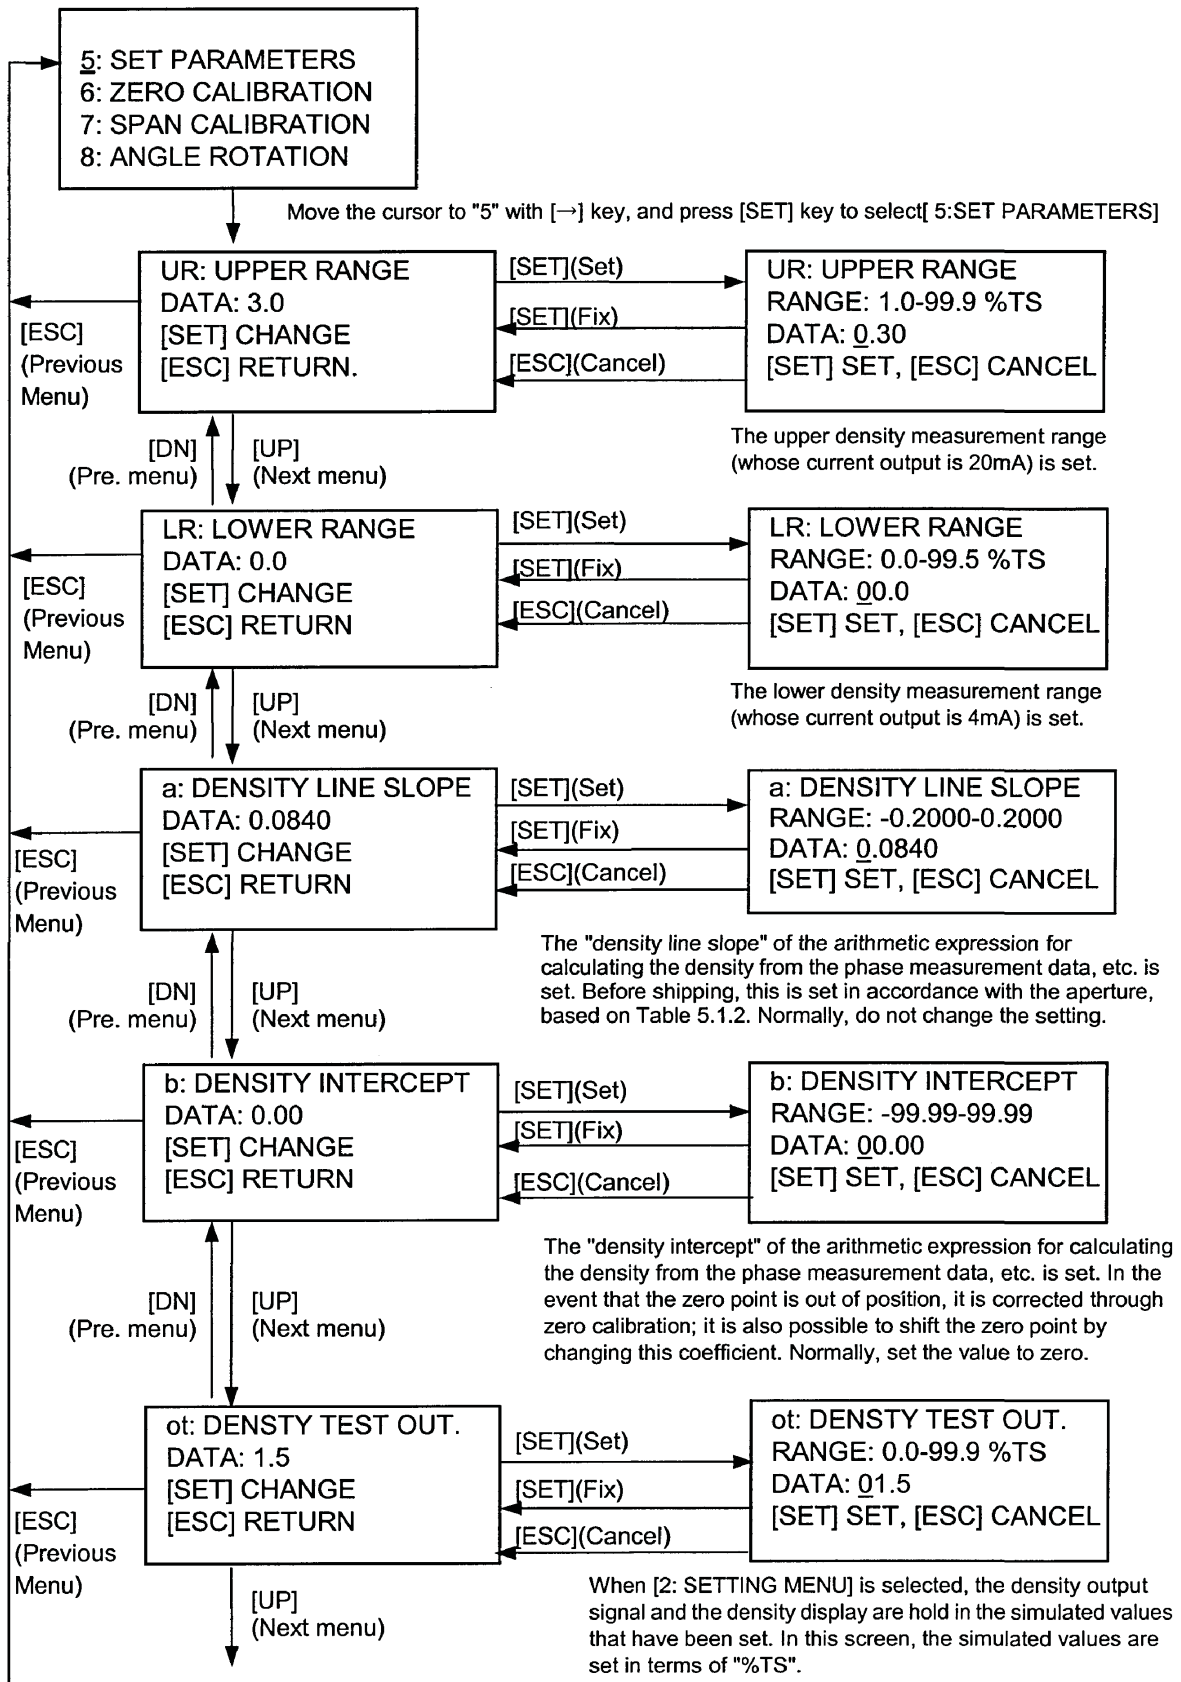 5: SET PARAMETERS
6: ZERO CALIBRATION
7: SPAN CALIBRATION
8: ANGLE ROTATION
Move the cursor to "5" with [→] key, and press [SET] key to select[ 5:SET PARAMETERS]
UR: UPPER RANGE
DATA: 3.0
[SET] CHANGE
[ESC] RETURN.
[SET](Set)
[SET](Fix)
[ESC](Cancel)
UR: UPPER RANGE
RANGE: 1.0-99.9 %TS
DATA: 0.30
[SET] SET, [ESC] CANCEL
[ESC]
(Previous
Menu)
The upper density measurement range
(whose current output is 20mA) is set.
[DN]
(Pre. menu)
[UP]
(Next menu)
LR: LOWER RANGE
DATA: 0.0
[SET] CHANGE
[ESC] RETURN
[SET](Set)
[SET](Fix)
[ESC](Cancel)
LR: LOWER RANGE
RANGE: 0.0-99.5 %TS
DATA: 00.0
[SET] SET, [ESC] CANCEL
[ESC]
(Previous
Menu)
The lower density measurement range
(whose current output is 4mA) is set.
[DN]
(Pre. menu)
[UP]
(Next menu)
a: DENSITY LINE SLOPE
DATA: 0.0840
[SET] CHANGE
[ESC] RETURN
[SET](Set)
[SET](Fix)
[ESC](Cancel)
a: DENSITY LINE SLOPE
RANGE: -0.2000-0.2000
DATA: 0.0840
[SET] SET, [ESC] CANCEL
[ESC]
(Previous
Menu)
The "density line slope" of the arithmetic expression for
calculating the density from the phase measurement data, etc. is
set. Before shipping, this is set in accordance with the aperture,
based on Table 5.1.2. Normally, do not change the setting.
[DN]
(Pre. menu)
[UP]
(Next menu)
b: DENSITY INTERCEPT
DATA: 0.00
[SET] CHANGE
[ESC] RETURN
[SET](Set)
[SET](Fix)
[ESC](Cancel)
b: DENSITY INTERCEPT
RANGE: -99.99-99.99
DATA: 00.00
[SET] SET, [ESC] CANCEL
[ESC]
(Previous
Menu)
The "density intercept" of the arithmetic expression for calculating
the density from the phase measurement data, etc. is set. In the
event that the zero point is out of position, it is corrected through
zero calibration; it is also possible to shift the zero point by
changing this coefficient. Normally, set the value to zero.
[DN]
(Pre. menu)
[UP]
(Next menu)
ot: DENSTY TEST OUT.
DATA: 1.5
[SET] CHANGE
[ESC] RETURN
[SET](Set)
[SET](Fix)
[ESC](Cancel)
ot: DENSTY TEST OUT.
RANGE: 0.0-99.9 %TS
DATA: 01.5
[SET] SET, [ESC] CANCEL
[ESC]
(Previous
Menu)
When [2: SETTING MENU] is selected, the density output
signal and the density display are hold in the simulated values
that have been set. In this screen, the simulated values are
set in terms of "%TS".
[UP]
(Next menu)